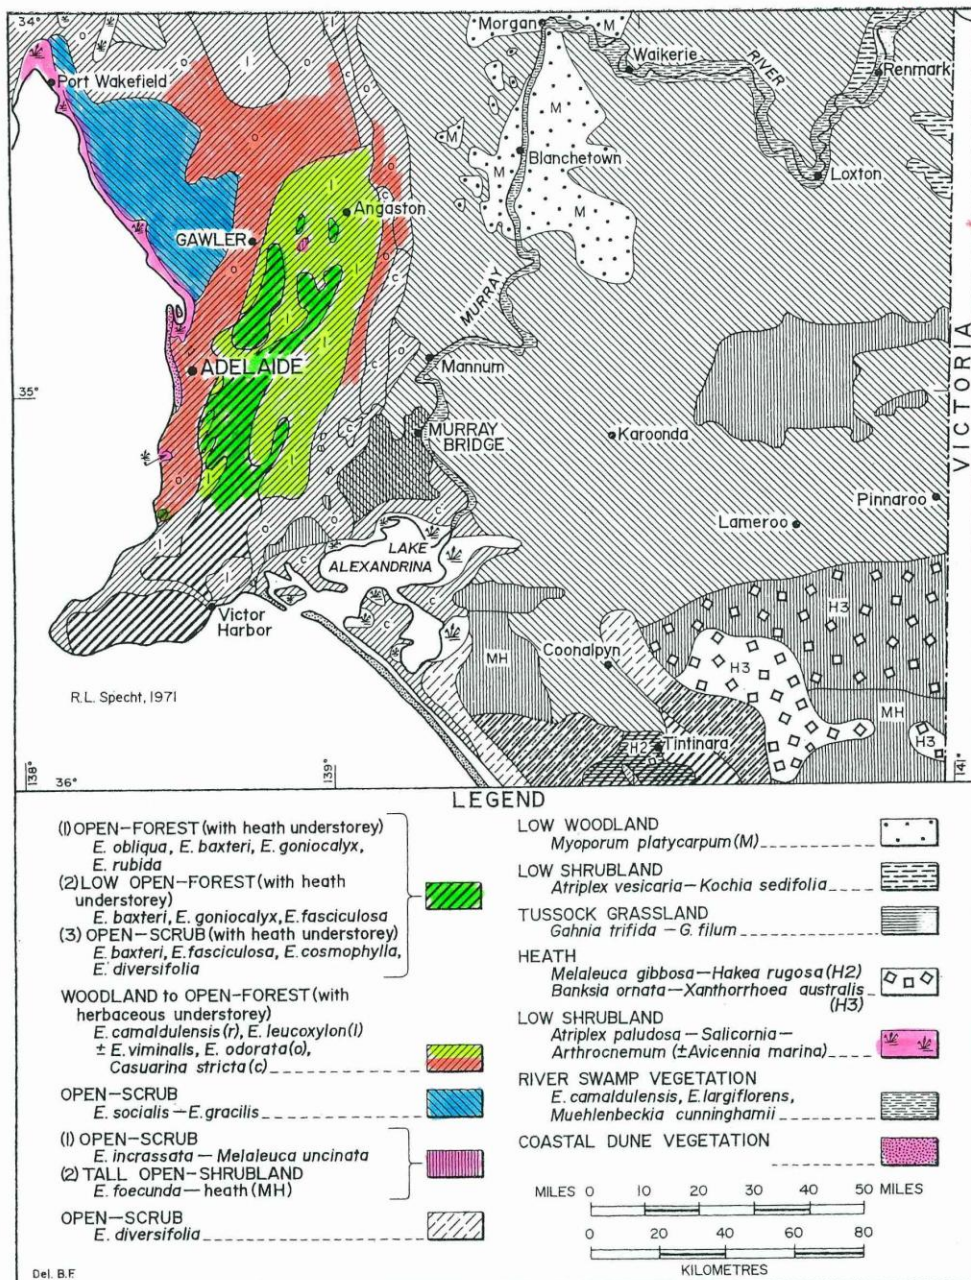 34°
Morgan
M
Waikerie
RIVER
Renmark
Port Wakefield
Blanchetown
Loxton
Angaston
GAWLER
MURRAY
ADELAIDE
Mannum
35°
MURRAY
BRIDGE
Karoonda
VICTORIA
Pinnaroo
Lameroo
LAKE
ALEXANDRINA
Victor
Harbor
H3
MH
Coonalpyn
H3
R.L. Specht, 1971
MH
H3
H2
Tintinara
138°
36°
139°
141°
LEGEND
(1) OPEN-FOREST (with heath understorey)
E. obliqua, E. baxteri, E. goniocalyx,
E. rubida
(2) LOW OPEN-FOREST (with heath
understorey)
E. baxteri, E. goniocalyx, E. fasciculosa
(3) OPEN-SCRUB (with heath understorey)
E. baxteri, E. fasciculosa, E. cosmophylla,
E. diversifolia
WOODLAND to OPEN-FOREST (with
herbaceous understorey)
E. camaldulensis (r), E. leucoxylon (l)
± E. viminalis, E. odorata (o),
Casuarina stricta (c)
OPEN-SCRUB
E. socialis – E. gracilis
(1) OPEN-SCRUB
E. incrassata – Melaleuca uncinata
(2) TALL OPEN-SHRUBLAND
E. foecunda – heath (MH)
OPEN-SCRUB
E. diversifolia
Del. B.F.
LOW WOODLAND
Myoporum platycarpum (M)
LOW SHRUBLAND
Atriplex vesicaria – Kochia sedifolia
TUSSOCK GRASSLAND
Gahnia trifida – G. filum
HEATH
Melaleuca gibbosa – Hakea rugosa (H2)
Banksia ornata – Xanthorrhoea australis
(H3)
LOW SHRUBLAND
Atriplex paludosa – Salicornia –
Arthrocnemum (± Avicennia marina)
RIVER SWAMP VEGETATION
E. camaldulensis, E. largiflorens,
Muehlenbeckia cunninghamii
COASTAL DUNE VEGETATION
MILES 0 10 20 30 40 50 MILES
0 20 40 60 80
KILOMETRES